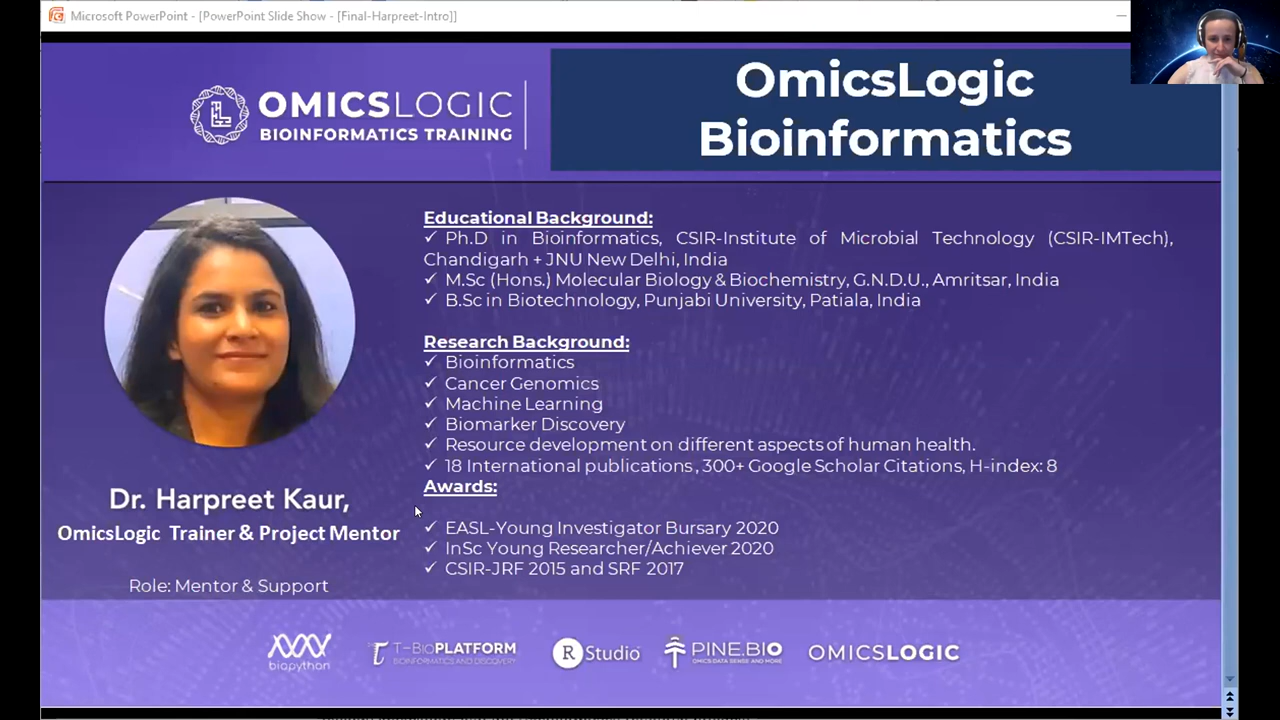 Microsoft PowerPoint - [PowerPoint Slide Show - [Final-Harpreet-Intro]]
OMICSLOGIC
BIOINFORMATICS TRAINING
OmicsLogic
Bioinformatics
Educational Background:
✓ Ph.D in Bioinformatics, CSIR-Institute of Microbial Technology (CSIR-IMTech),
Chandigarh + JNU New Delhi, India
✓ M.Sc (Hons.) Molecular Biology & Biochemistry, G.N.D.U., Amritsar, India
✓ B.Sc in Biotechnology, Punjabi University, Patiala, India
Research Background:
✓ Bioinformatics
✓ Cancer Genomics
✓ Machine Learning
✓ Biomarker Discovery
✓ Resource development on different aspects of human health.
✓ 18 International publications , 300+ Google Scholar Citations, H-index: 8
Awards:
✓ EASL-Young Investigator Bursary 2020
✓ InSc Young Researcher/Achiever 2020
✓ CSIR-JRF 2015 and SRF 2017
Dr. Harpreet Kaur,
OmicsLogic Trainer & Project Mentor
Role: Mentor & Support
biopython
T-BioPLATFORM
BIOINFORMATICS AND DISCOVERY
R Studio
PINE.BIO
OMICS DATA SENSE AND MORE
OMICSLOGIC